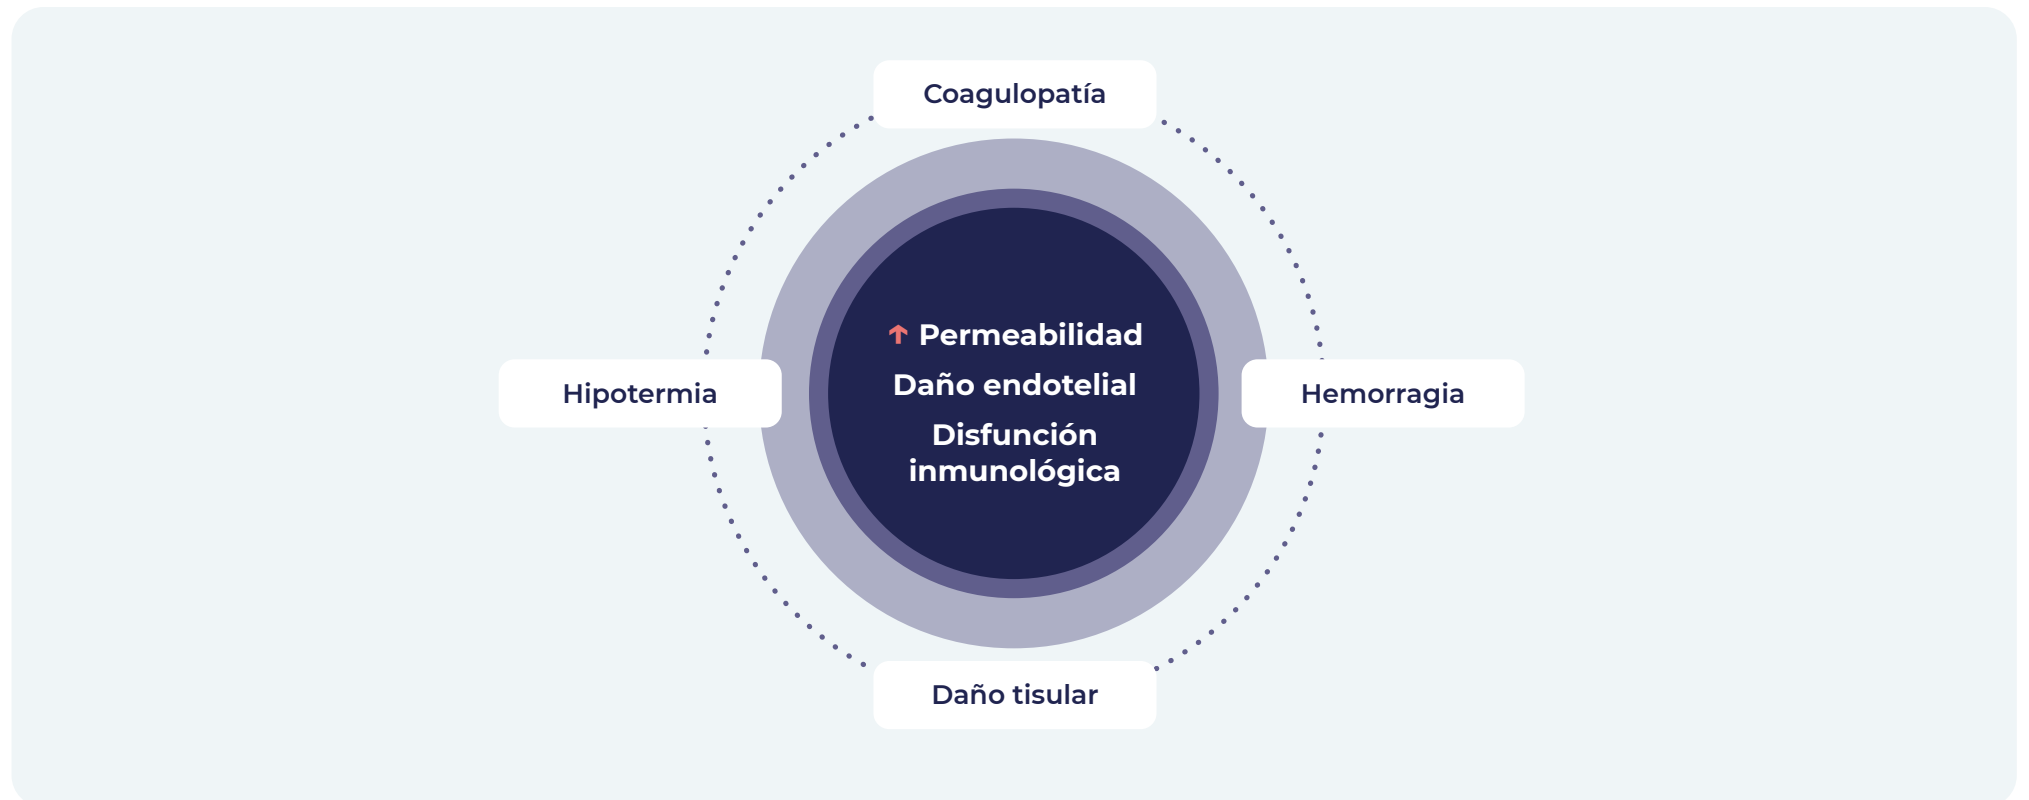 Coagulopatía
↑ Permeabilidad
Daño endotelial
Disfunción
inmunológica
Hipotermia
Hemorragia
Daño tisular